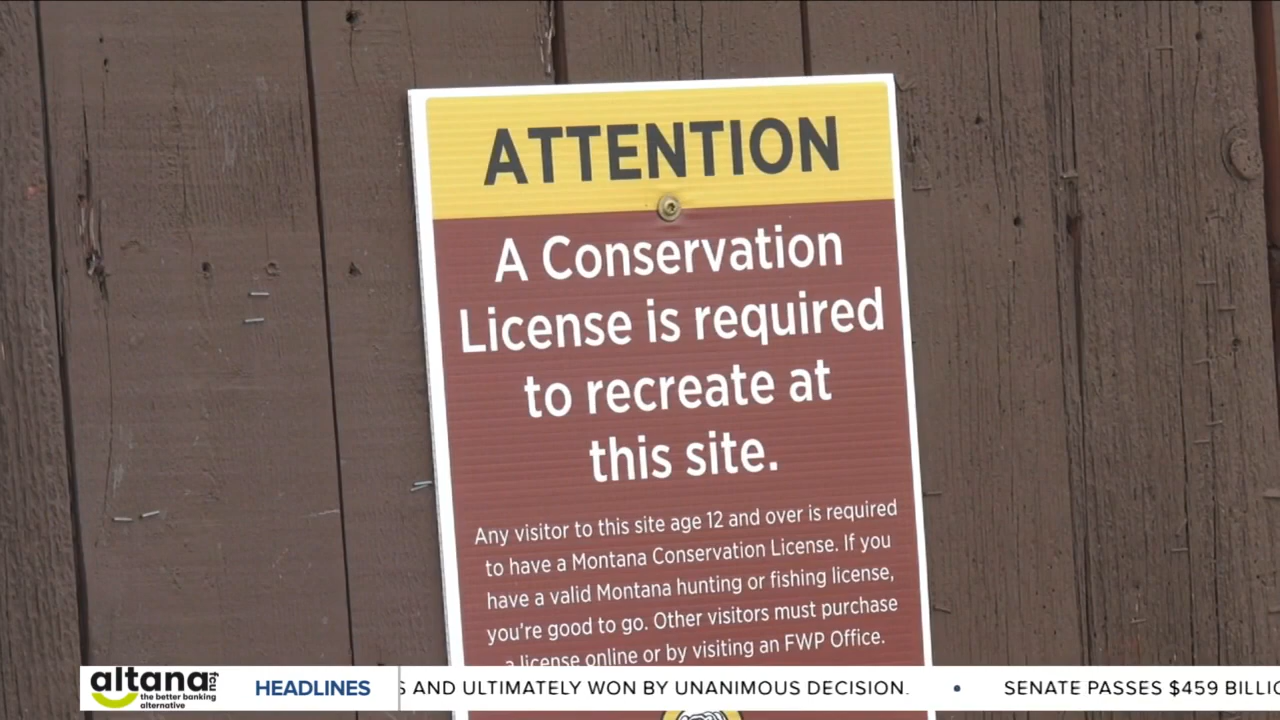 ATTENTION
A Conservation
License is required
to recreate at
this site.
Any visitor to this site age 12 and over is required
to have a Montana Conservation License. If you
have a valid Montana hunting or fishing license,
you're good to go. Other visitors must purchase
a license online or by visiting an FWP Office.
altana fcu
the better banking
alternative
HEADLINES
S AND ULTIMATELY WON BY UNANIMOUS DECISION. • SENATE PASSES $459 BILLIO